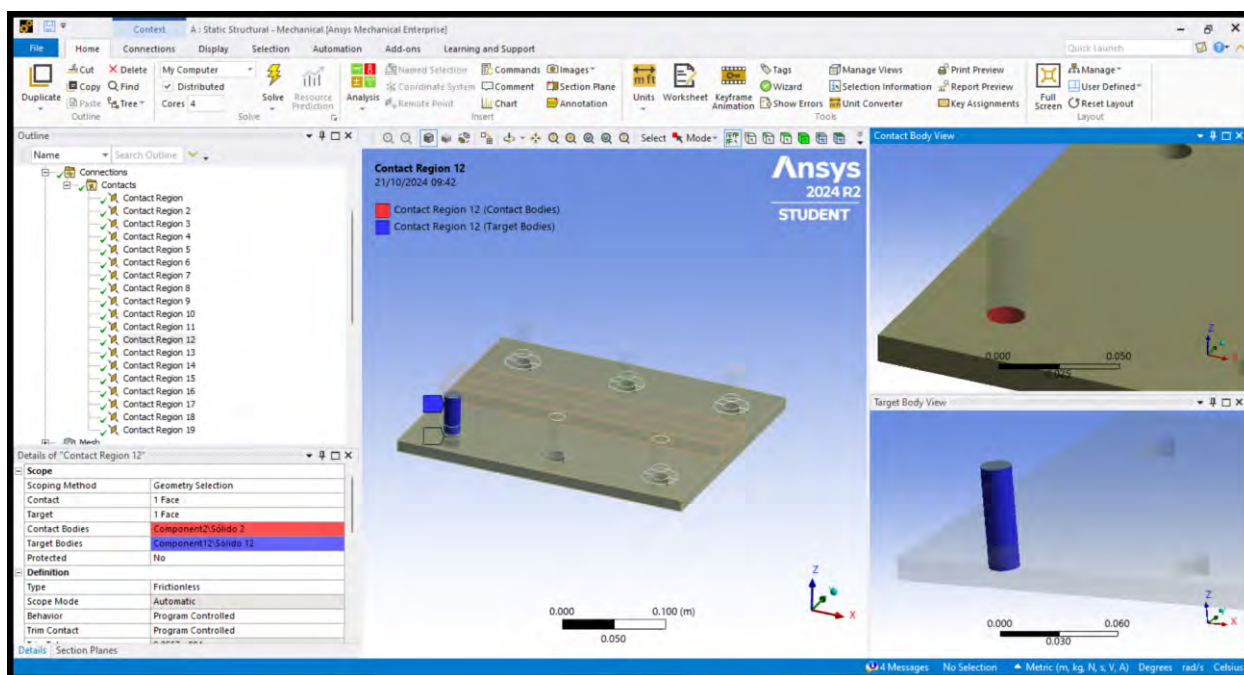 Context A : Static Structural - Mechanical [Ansys Mechanical Enterprise]
File Home Connections Display Selection Automation Add-ons Learning and Support Quick Launch
Duplicate Cut Delete My Computer Solve Resource Prediction Analysis Named Selection Commands Images Units Worksheet Keyframe Animation Tags Manage Views Print Preview Full Screen Manage
Copy Find Distributed Coordinate System Comment Section Plane Wizard Selection Information Report Preview User Defined
Paste Tree Cores 4 Remote Point Chart Annotation Show Errors Unit Converter Key Assignments Reset Layout
Outline Solve Insert Tools Layout
Outline
Name Search Outline
Select Mode
Connections
Contacts
Contact Region
Contact Region 2
Contact Region 3
Contact Region 4
Contact Region 5
Contact Region 6
Contact Region 7
Contact Region 8
Contact Region 9
Contact Region 10
Contact Region 11
Contact Region 12
Contact Region 13
Contact Region 14
Contact Region 15
Contact Region 16
Contact Region 17
Contact Region 18
Contact Region 19
Mesh
Details of "Contact Region 12"
Scope
Scoping Method Geometry Selection
Contact 1 Face
Target 1 Face
Contact Bodies Component2\Sólido 2
Target Bodies Component12\Sólido 12
Protected No
Definition
Type Frictionless
Scope Mode Automatic
Behavior Program Controlled
Trim Contact Program Controlled
Details Section Planes
Contact Region 12
21/10/2024 09:42
Contact Region 12 (Contact Bodies)
Contact Region 12 (Target Bodies)
Ansys
2024 R2
STUDENT
0.000 0.100 (m)
0.050
Z
X
Contact Body View
0.000 0.050
0.025
Z
X
Target Body View
0.000 0.060
0.030
Z
X
4 Messages No Selection Metric (m, kg, N, s, V, A) Degrees rad/s Celsius